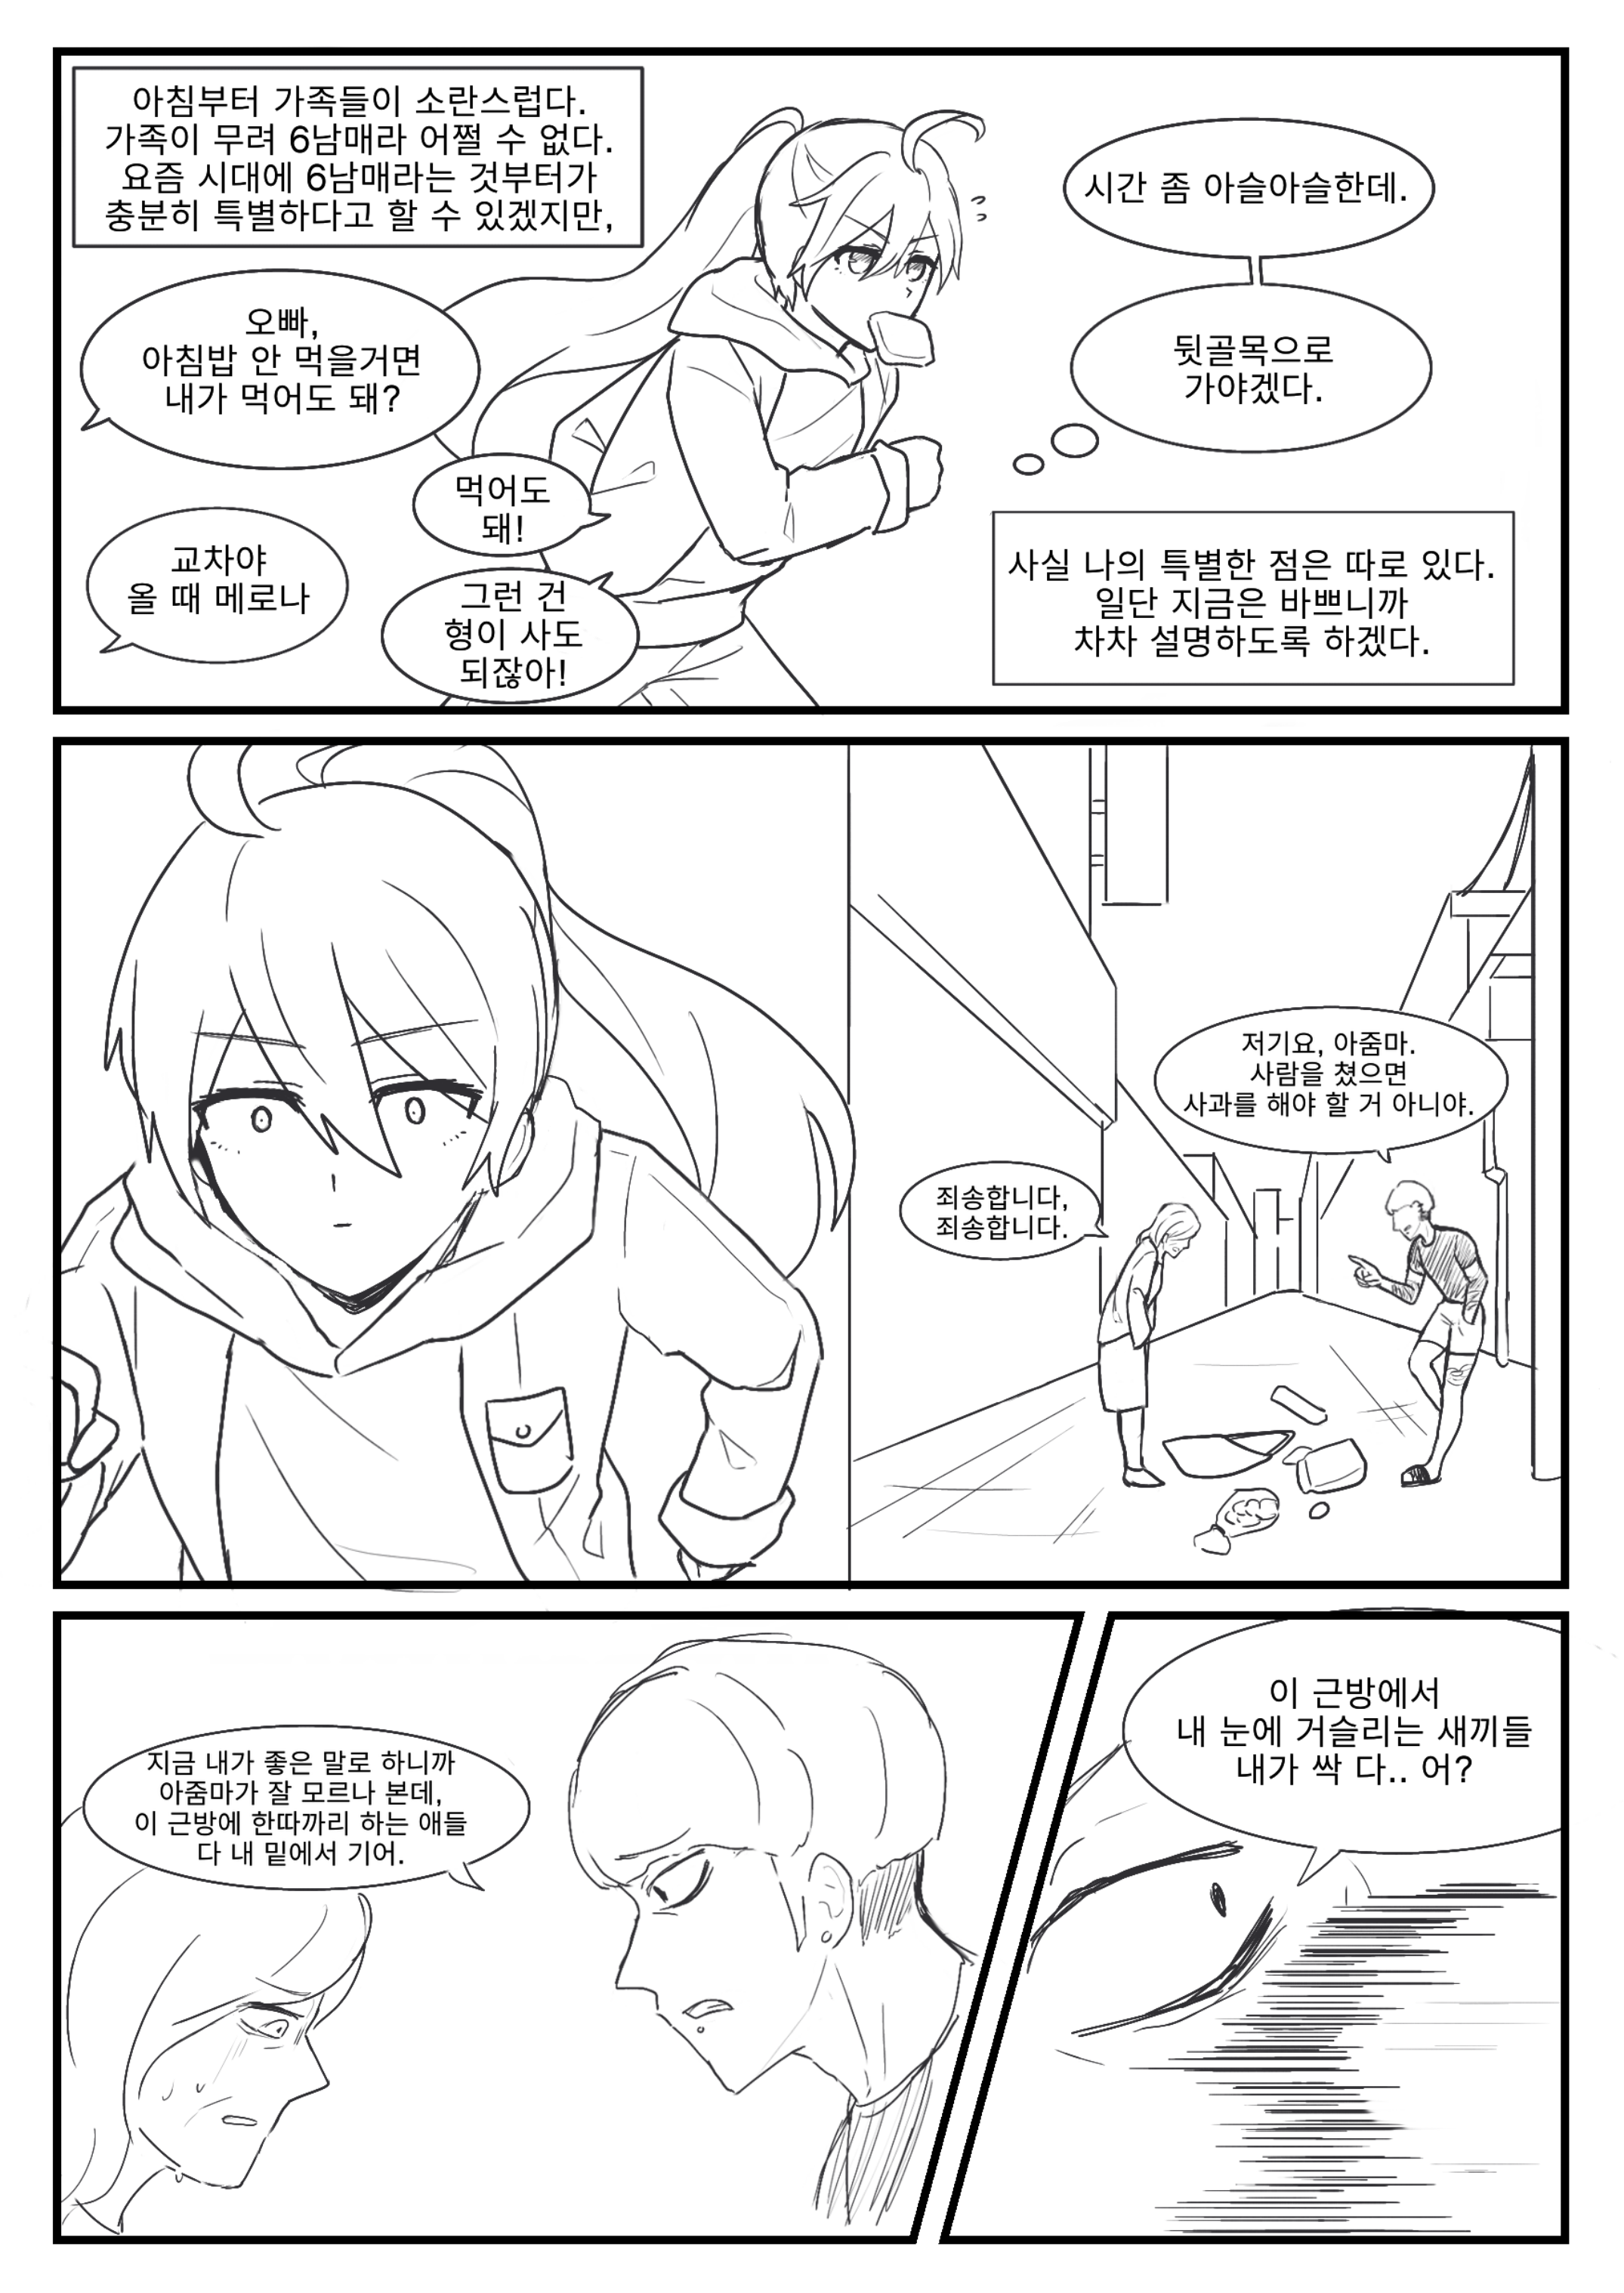 아침부터 가족들이 소란스럽다.
가족이 무려 6남매라 어쩔 수 없다.
요즘 시대에 6남매라는 것부터가
충분히 특별하다고 할 수 있겠지만,
오빠,
아침밥 안 먹을거면
내가 먹어도 돼?
먹어도
돼!
교차야
올 때 메로나
그런 건
형이 사도
되잖아!
시간 좀 아슬아슬한데.
뒷골목으로
가야겠다.
사실 나의 특별한 점은 따로 있다.
일단 지금은 바쁘니까
차차 설명하도록 하겠다.
저기요, 아줌마.
사람을 쳤으면
사과를 해야 할 거 아니야.
죄송합니다,
죄송합니다.
지금 내가 좋은 말로 하니까
아줌마가 잘 모르나 본데,
이 근방에 한따까리 하는 애들
다 내 밑에서 기어.
이 근방에서
내 눈에 거슬리는 새끼들
내가 싹 다.. 어?